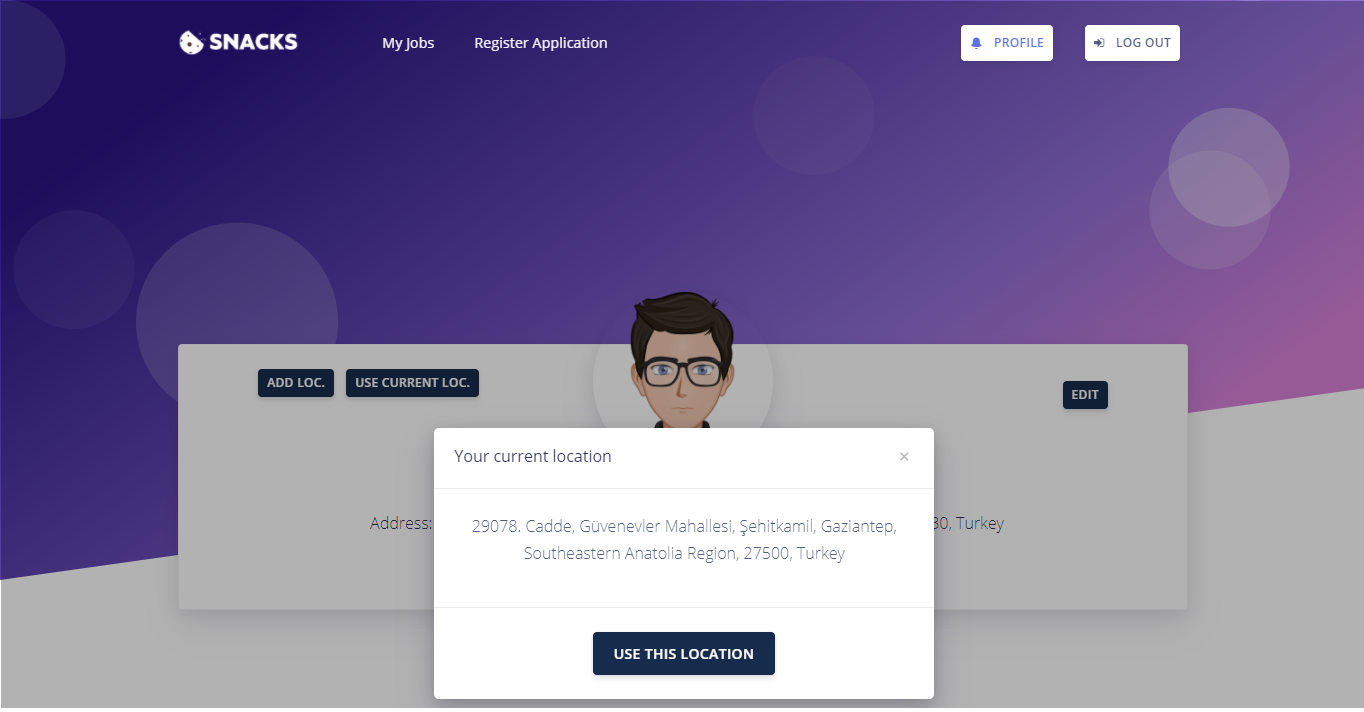 SNACKS
My Jobs
Register Application
PROFILE
LOG OUT
ADD LOC.
USE CURRENT LOC.
EDIT
Your current location
×
Address:
30, Turkey
29078. Cadde, Güvenevler Mahallesi, Şehitkamil, Gaziantep,
Southeastern Anatolia Region, 27500, Turkey
USE THIS LOCATION